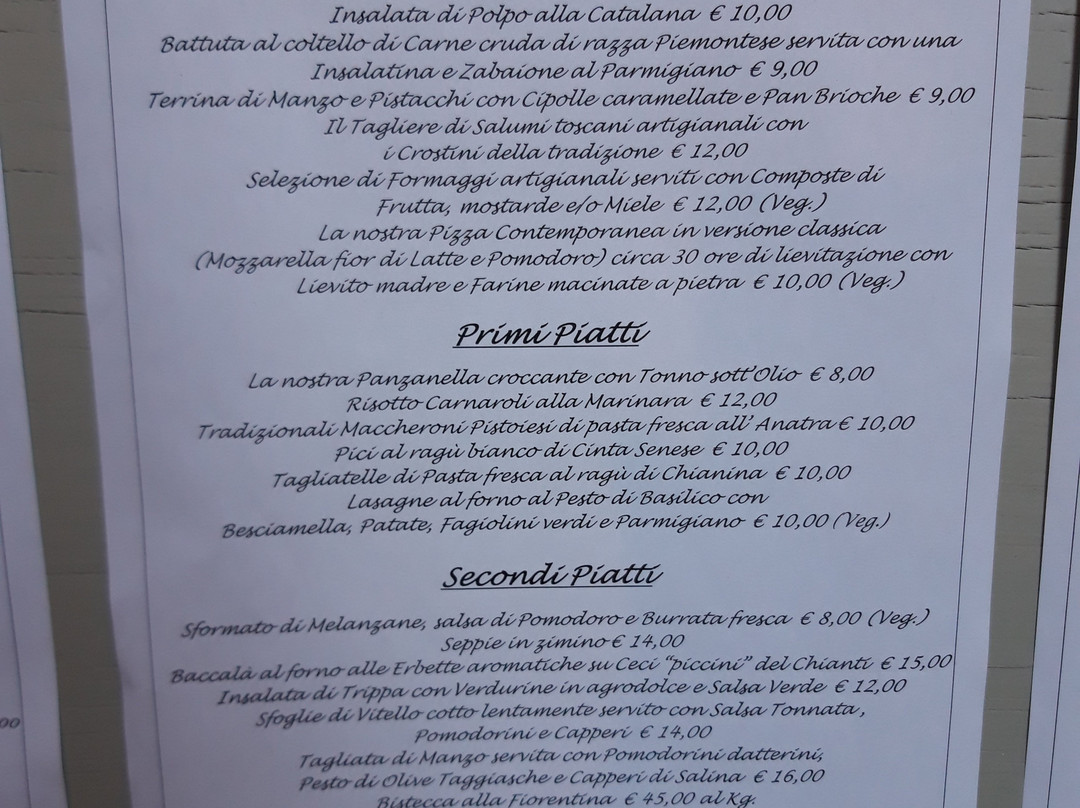 Insalata di Polpo alla Catalana € 10,00
Battuta al coltello di Carne cruda di razza Piemontese servita con una
Insalatina e Zabaione al Parmigiano € 9,00
Terrina di Manzo e Pistacchi con Cipolle caramellate e Pan Brioche € 9,00
Il Tagliere di Salumi toscani artigianali con
i Crostini della tradizione € 12,00
Selezione di Formaggi artigianali serviti con Composte di
Frutta, mostarde e/o Miele € 12,00 (Veg.)
La nostra Pizza Contemporanea in versione classica
(Mozzarella fior di Latte e Pomodoro) circa 30 ore di lievitazione con
Lievito madre e Farine macinate a pietra € 10,00 (Veg.)
Primi Piatti
La nostra Panzanella croccante con Tonno sott'Olio € 8,00
Risotto Carnaroli alla Marinara € 12,00
Tradizionali Maccheroni Pistoiesi di pasta fresca all' Anatra € 10,00
Pici al ragù bianco di Cinta Senese € 10,00
Tagliatelle di Pasta fresca al ragù di Chianina € 10,00
Lasagne al forno al Pesto di Basilico con
Besciamella, Patate, Fagiolini verdi e Parmigiano € 10,00 (Veg.)
Secondi Piatti
Sformato di Melanzane, salsa di Pomodoro e Burrata fresca € 8,00 (Veg.)
Seppie in zimino € 14,00
Baccalà al forno alle Erbette aromatiche su Ceci "piccini" del Chianti € 15,00
Insalata di Trippa con Verdurine in agrodolce e Salsa Verde € 12,00
Sfoglie di Vitello cotto lentamente servito con Salsa Tonnata,
Pomodorini e Capperi € 14,00
Tagliata di Manzo servita con Pomodorini datterini,
Pesto di Olive Taggiasche e Capperi di Salina € 16,00
Bistecca alla Fiorentina € 45,00 al Kg.
00